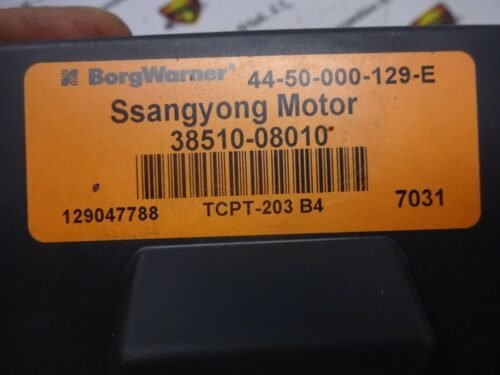 BorgWarner® 44-50-000-129-E
Ssangyong Motor
38510-08010
129047788 TCPT-203 B4 7031